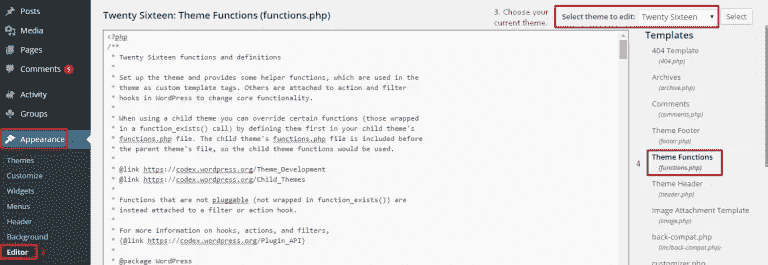 Posts
Media
Pages
Comments 5
Activity
Groups
Appearance
Themes
Customize
Widgets
Menus
Header
Background
Editor
Twenty Sixteen: Theme Functions (functions.php)
3. Choose your
current theme.
Select theme to edit: Twenty Sixteen Select
<?php
/**
* Twenty Sixteen functions and definitions
*
* Set up the theme and provides some helper functions, which are used in the
* theme as custom template tags. Others are attached to action and filter
* hooks in WordPress to change core functionality.
*
* When using a child theme you can override certain functions (those wrapped
* in a function_exists() call) by defining them first in your child theme's
* functions.php file. The child theme's functions.php file is included before
* the parent theme's file, so the child theme functions would be used.
*
* @link https://codex.wordpress.org/Theme_Development
* @link https://codex.wordpress.org/Child_Themes
*
* Functions that are not pluggable (not wrapped in function_exists()) are
* instead attached to a filter or action hook.
*
* For more information on hooks, actions, and filters,
* {@link https://codex.wordpress.org/Plugin_API}
*
* @package WordPress
Templates
404 Template
(404.php)
Archives
(archive.php)
Comments
(comments.php)
Theme Footer
(footer.php)
4
Theme Functions
(functions.php)
Theme Header
(header.php)
Image Attachment Template
(image.php)
back-compat.php
(inc/back-compat.php)
customizer.php